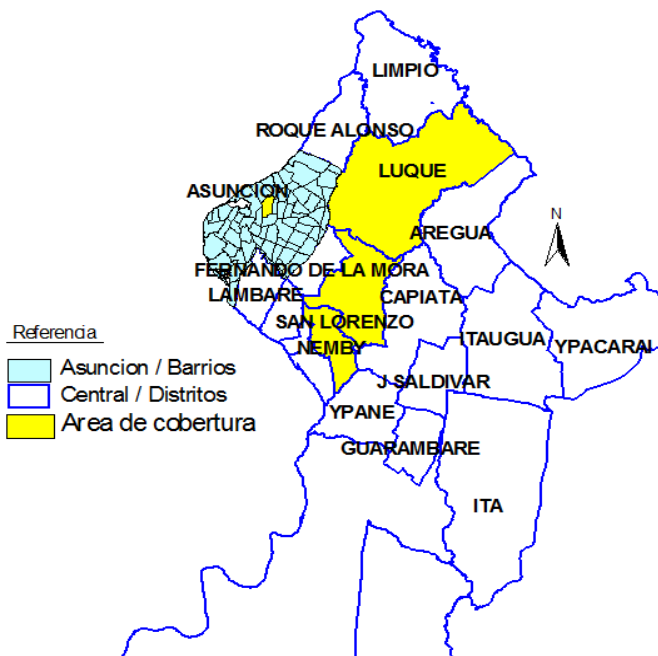 LIMPIO
ROQUE ALONSO
LUQUE
ASUNCION
N
AREGUA
FERNANDO DE LA MORA
LAMBARE
CAPIATA
SAN LORENZO
Referencia
NEMBY
ITAUGUA
YPACARAI
Asuncion / Barrios
J SALDIVAR
Central / Distritos
YPANE
Area de cobertura
GUARAMBARE
ITA